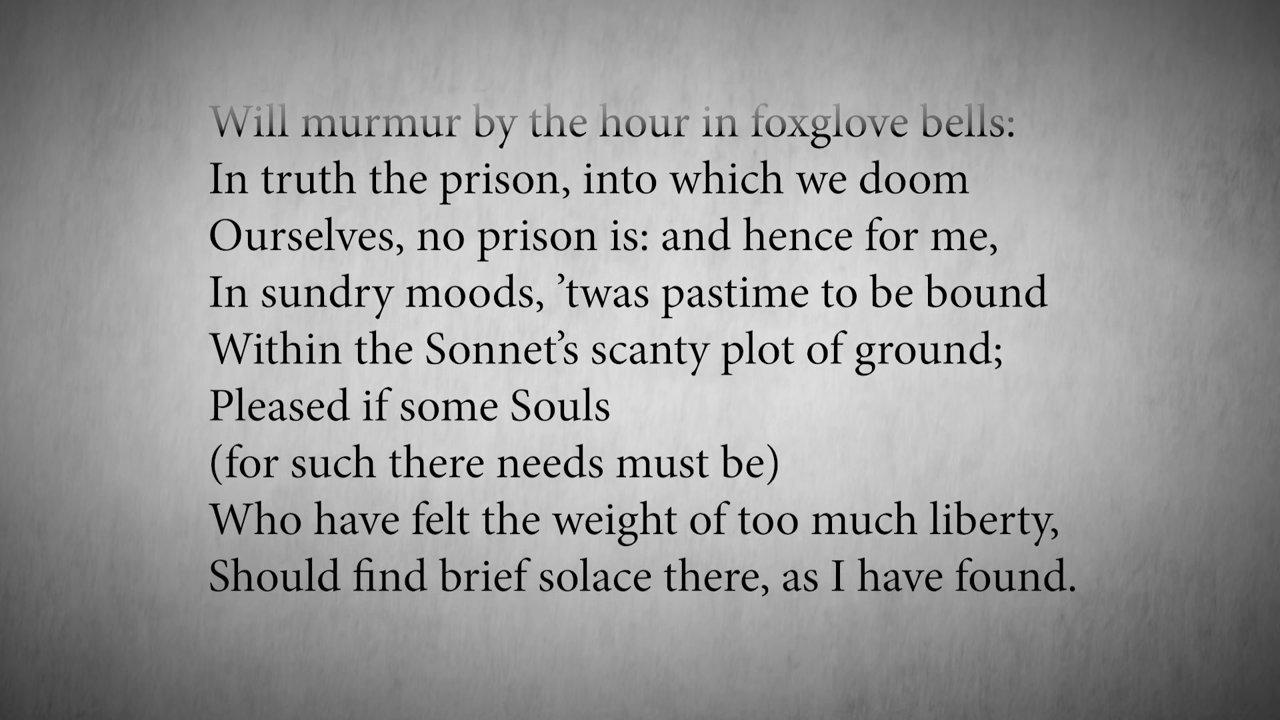 Will murmur by the hour in foxglove bells:
In truth the prison, into which we doom
Ourselves, no prison is: and hence for me,
In sundry moods, ’twas pastime to be bound
Within the Sonnet’s scanty plot of ground;
Pleased if some Souls
(for such there needs must be)
Who have felt the weight of too much liberty,
Should find brief solace there, as I have found.